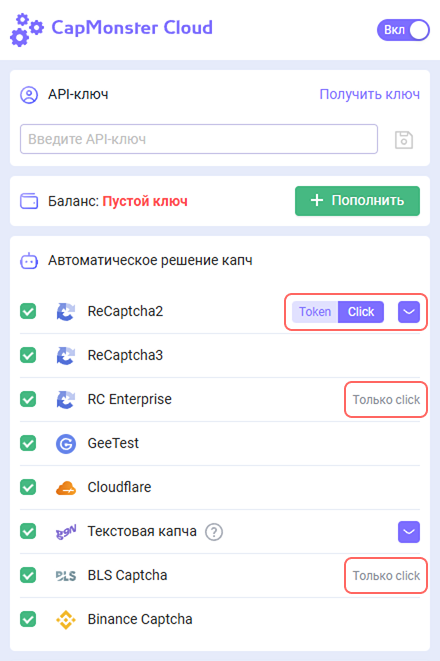 CapMonster Cloud
Вкл
API-ключ
Получить ключ
Введите API-ключ
Баланс: Пустой ключ
Пополнить
Автоматическое решение капч
ReCaptcha2
Token
Click
ReCaptcha3
RC Enterprise
Только click
GeeTest
Cloudflare
Текстовая капча
?
BLS
BLS Captcha
Только click
Binance Captcha